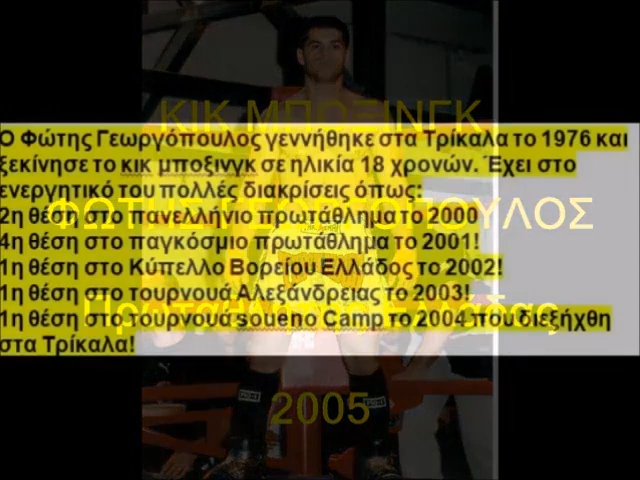 ΚΙΚ ΜΠΟΞΙΝΓΚ
Ο Φώτης Γεωργόπουλος γεννήθηκε στα Τρίκαλα το 1976 και
ξεκίνησε το κικ μποξινγκ σε ηλικία 18 χρονών. Έχει στο
ενεργητικό του πολλές διακρίσεις όπως:
2η θέση στο πανελλήνιο πρωτάθλημα το 2000
ΦΩΤΗΣ ΓΕΩΡΓΟΠΟΥΛΟΣ
4η θέση στο παγκόσμιο πρωτάθλημα το 2001!
1η θέση στο Κύπελλο Βορείου Ελλάδος το 2002!
1η θέση στο τουρνουά Αλεξάνδρειας το 2003!
1η θέση στο τουρνουά soueno Camp το 2004 που διεξήχθη
στα Τρίκαλα!
2005